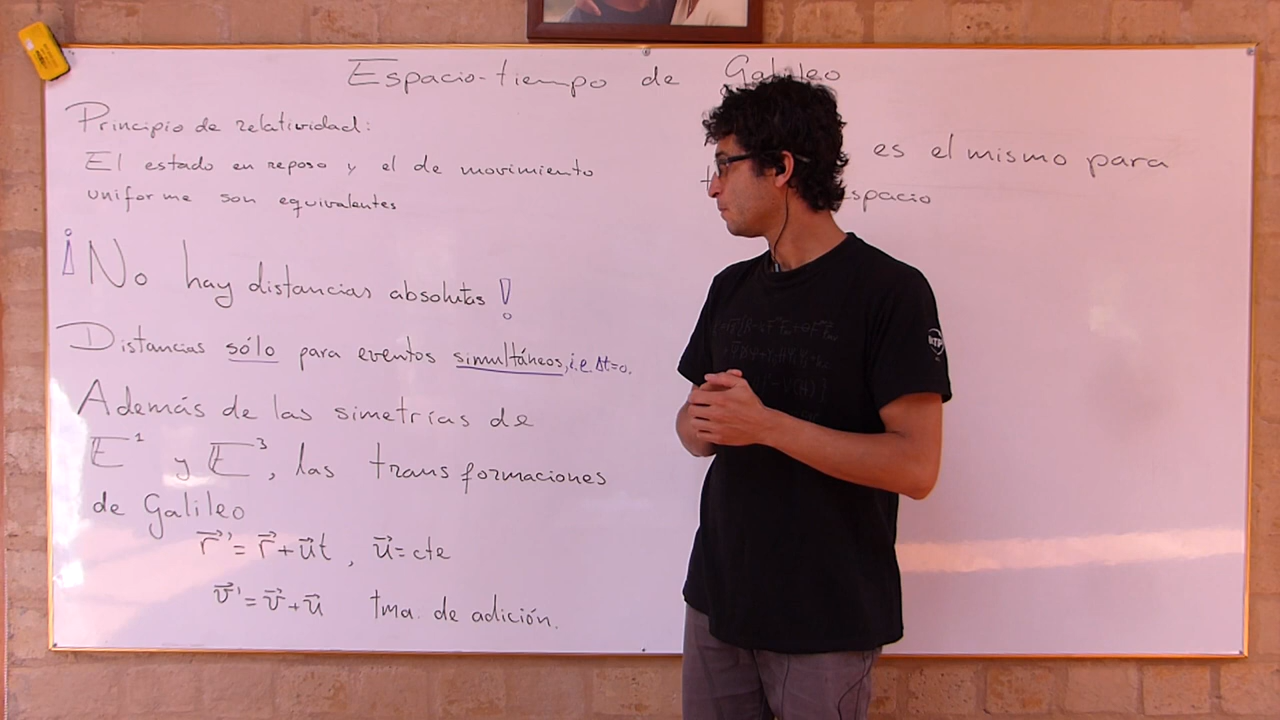 Espacio-tiempo de Galileo
Principio de relatividad:
El estado en reposo y el de movimiento
uniforme son equivalentes
¡No hay distancias absolutas!
Distancias sólo para eventos simultáneos, i.e. Δt=0.
Además de las simetrías de
E¹ y E³, las transformaciones
de Galileo
r⃗'=r⃗+u⃗t, u⃗=cte
v⃗'=v⃗+u⃗ tma. de adición.
es el mismo para
espacio